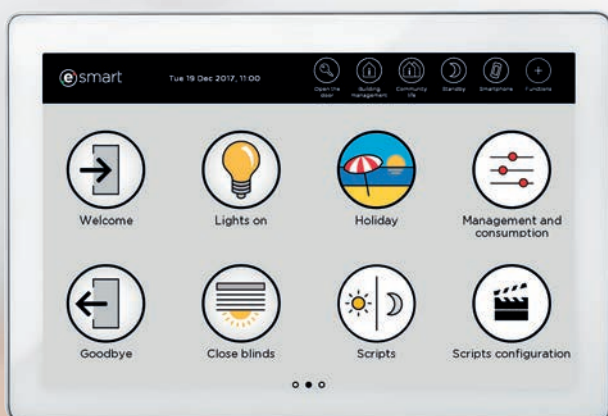 e smart
Tue 19 Dec 2017, 11:00
Open the
door
Building
management
Community
life
Standby
Smartphone
Functions
Welcome
Lights on
Holiday
Management and
consumption
Goodbye
Close blinds
Scripts
Scripts configuration